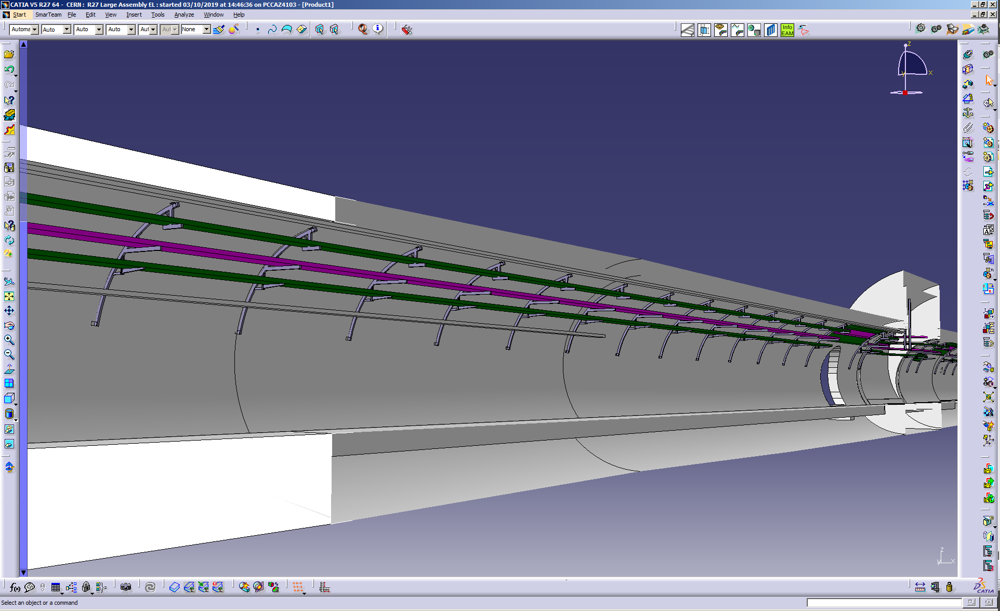 CATIA V5 R27 64 - CERN : R27 Large Assembly EL : started 03/10/2019 at 14:46:36 on PCCAZ4103 - [Product1]
Start SmarTeam File Edit View Insert Tools Analyze Window Help
Automa Auto Auto Auto Aut Aut None
Info
EAM
z
x
y
z
y x
f(x)
CATIA
Select an object or a command